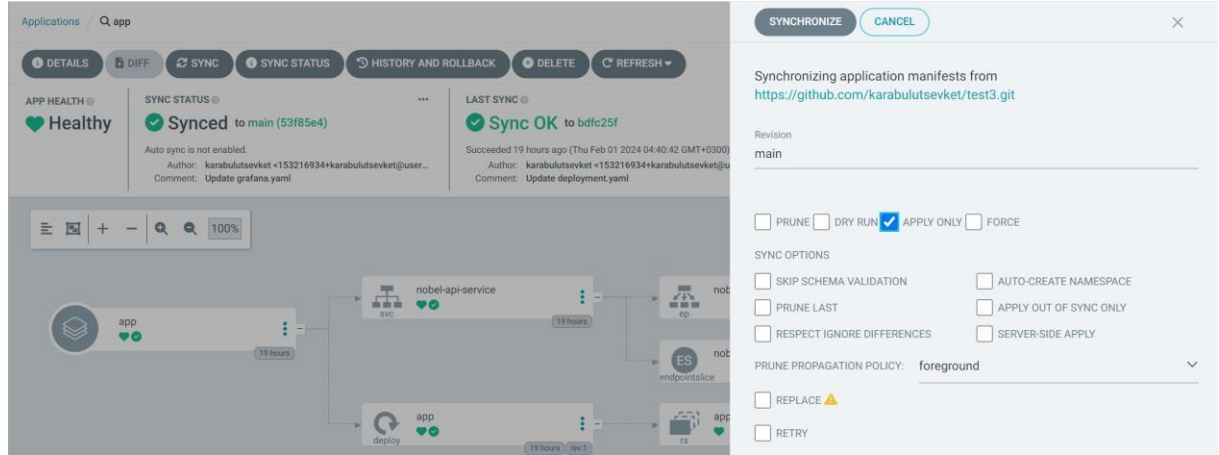 Applications / app
DETAILS DIFF SYNC SYNC STATUS HISTORY AND ROLLBACK DELETE REFRESH
APP HEALTH
Healthy
SYNC STATUS ...
Synced to main (53f85e4)
Auto sync is not enabled.
Author: karabulutsevket <153216934+karabulutsevket@user...
Comment: Update grafana.yaml
LAST SYNC
Sync OK to bdfc25f
Succeeded 19 hours ago (Thu Feb 01 2024 04:40:42 GMT+0300)
Author: karabulutsevket <153216934+karabulutsevket@u
Comment: Update deployment.yaml
100%
app
19 hours
nobel-api-service
svc
19 hours
nob
ep
ES
nob
endpointslice
app
deploy
19 hours rev:1
app
rs
SYNCHRONIZE CANCEL
Synchronizing application manifests from
https://github.com/karabulutsevket/test3.git
Revision
main
PRUNE DRY RUN APPLY ONLY FORCE
SYNC OPTIONS
SKIP SCHEMA VALIDATION AUTO-CREATE NAMESPACE
PRUNE LAST APPLY OUT OF SYNC ONLY
RESPECT IGNORE DIFFERENCES SERVER-SIDE APPLY
PRUNE PROPAGATION POLICY: foreground
REPLACE
RETRY